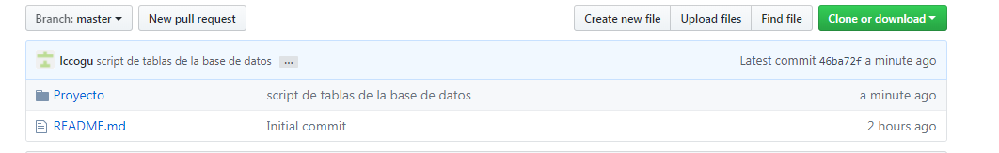 Branch: master New pull request Create new file Upload files Find file Clone or download
Iccogu script de tablas de la base de datos ... Latest commit 46ba72f a minute ago
Proyecto script de tablas de la base de datos a minute ago
README.md Initial commit 2 hours ago